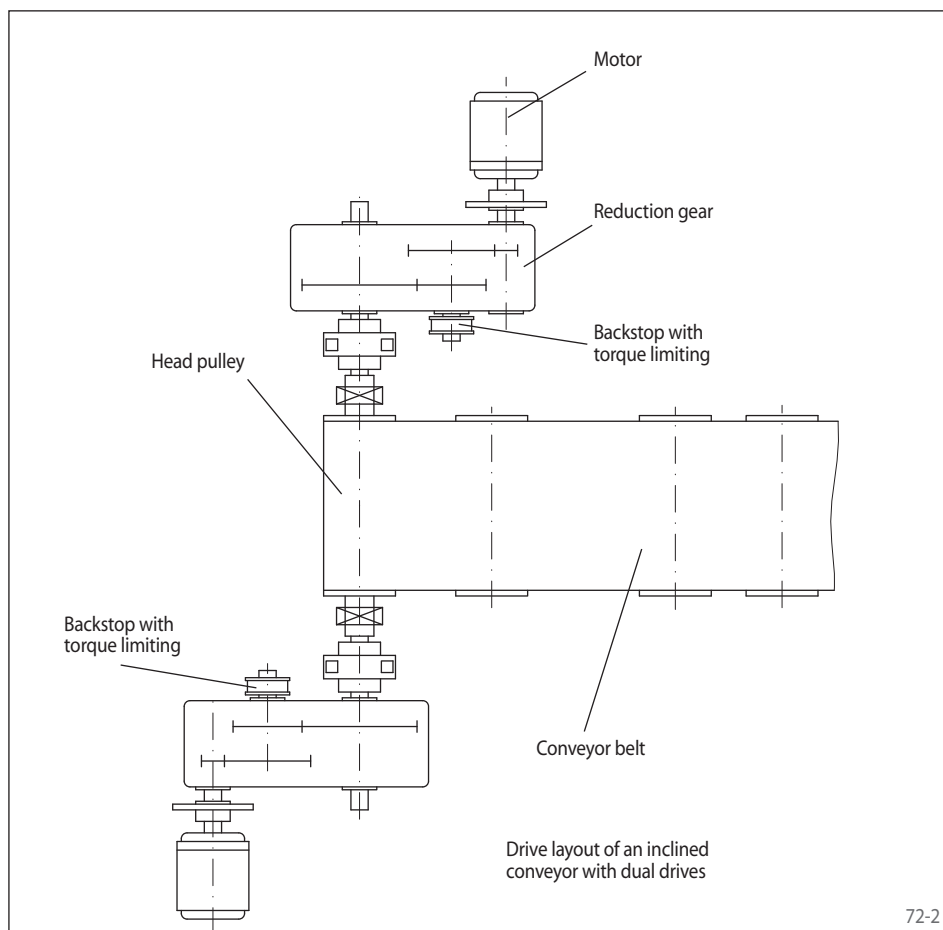 Motor
Reduction gear
Backstop with
torque limiting
Head pulley
Backstop with
torque limiting
Conveyor belt
Drive layout of an inclined
conveyor with dual drives
72-2